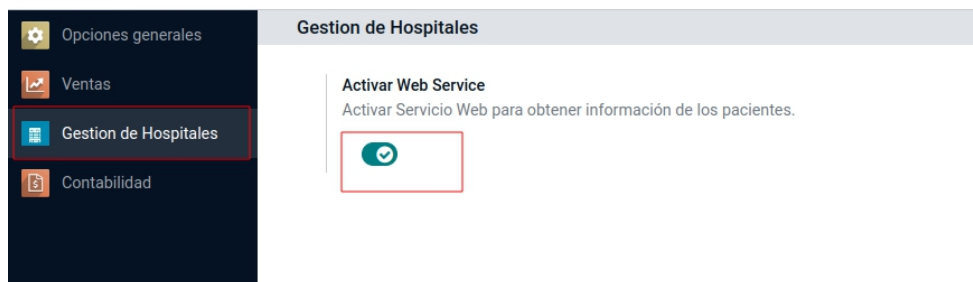 Opciones generales
Ventas
Gestion de Hospitales
Contabilidad
Gestion de Hospitales
Activar Web Service
Activar Servicio Web para obtener información de los pacientes.